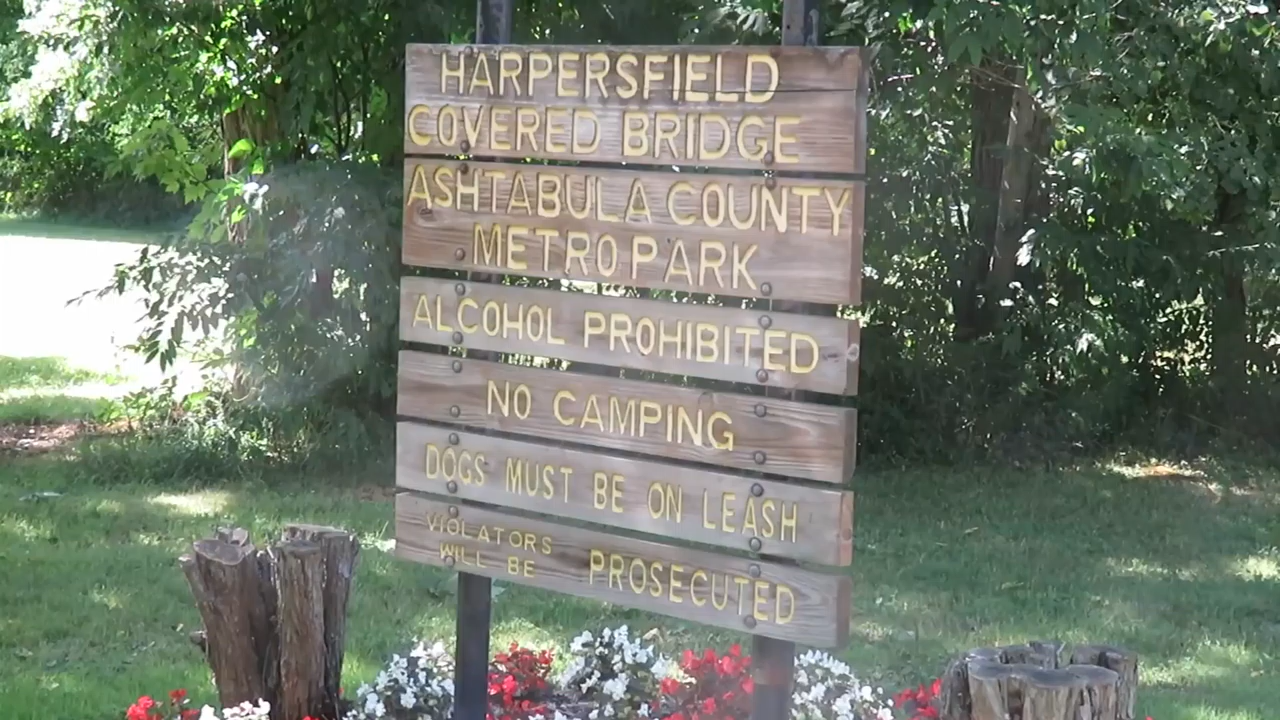 HARPERSFIELD
COVERED BRIDGE
ASHTABULA COUNTY
METRO PARK
ALCOHOL PROHIBITED
NO CAMPING
DOGS MUST BE ON LEASH
VIOLATORS
WILL BE PROSECUTED